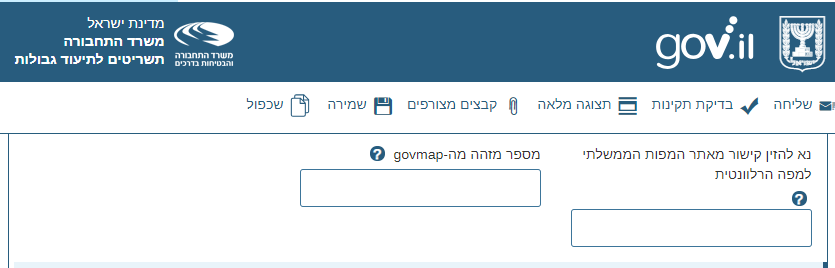 gov.il
מדינת ישראל
משרד התחבורה
תשריטים לתיעוד גבולות
משרד התחבורה
והבטיחות בדרכים
שליחה
בדיקת תקינות
תצוגה מלאה
קבצים מצורפים
שמירה
שכפול
נא להזין קישור מאתר המפות הממשלתי
למפה הרלוונטית
מספר מזהה מה-govmap